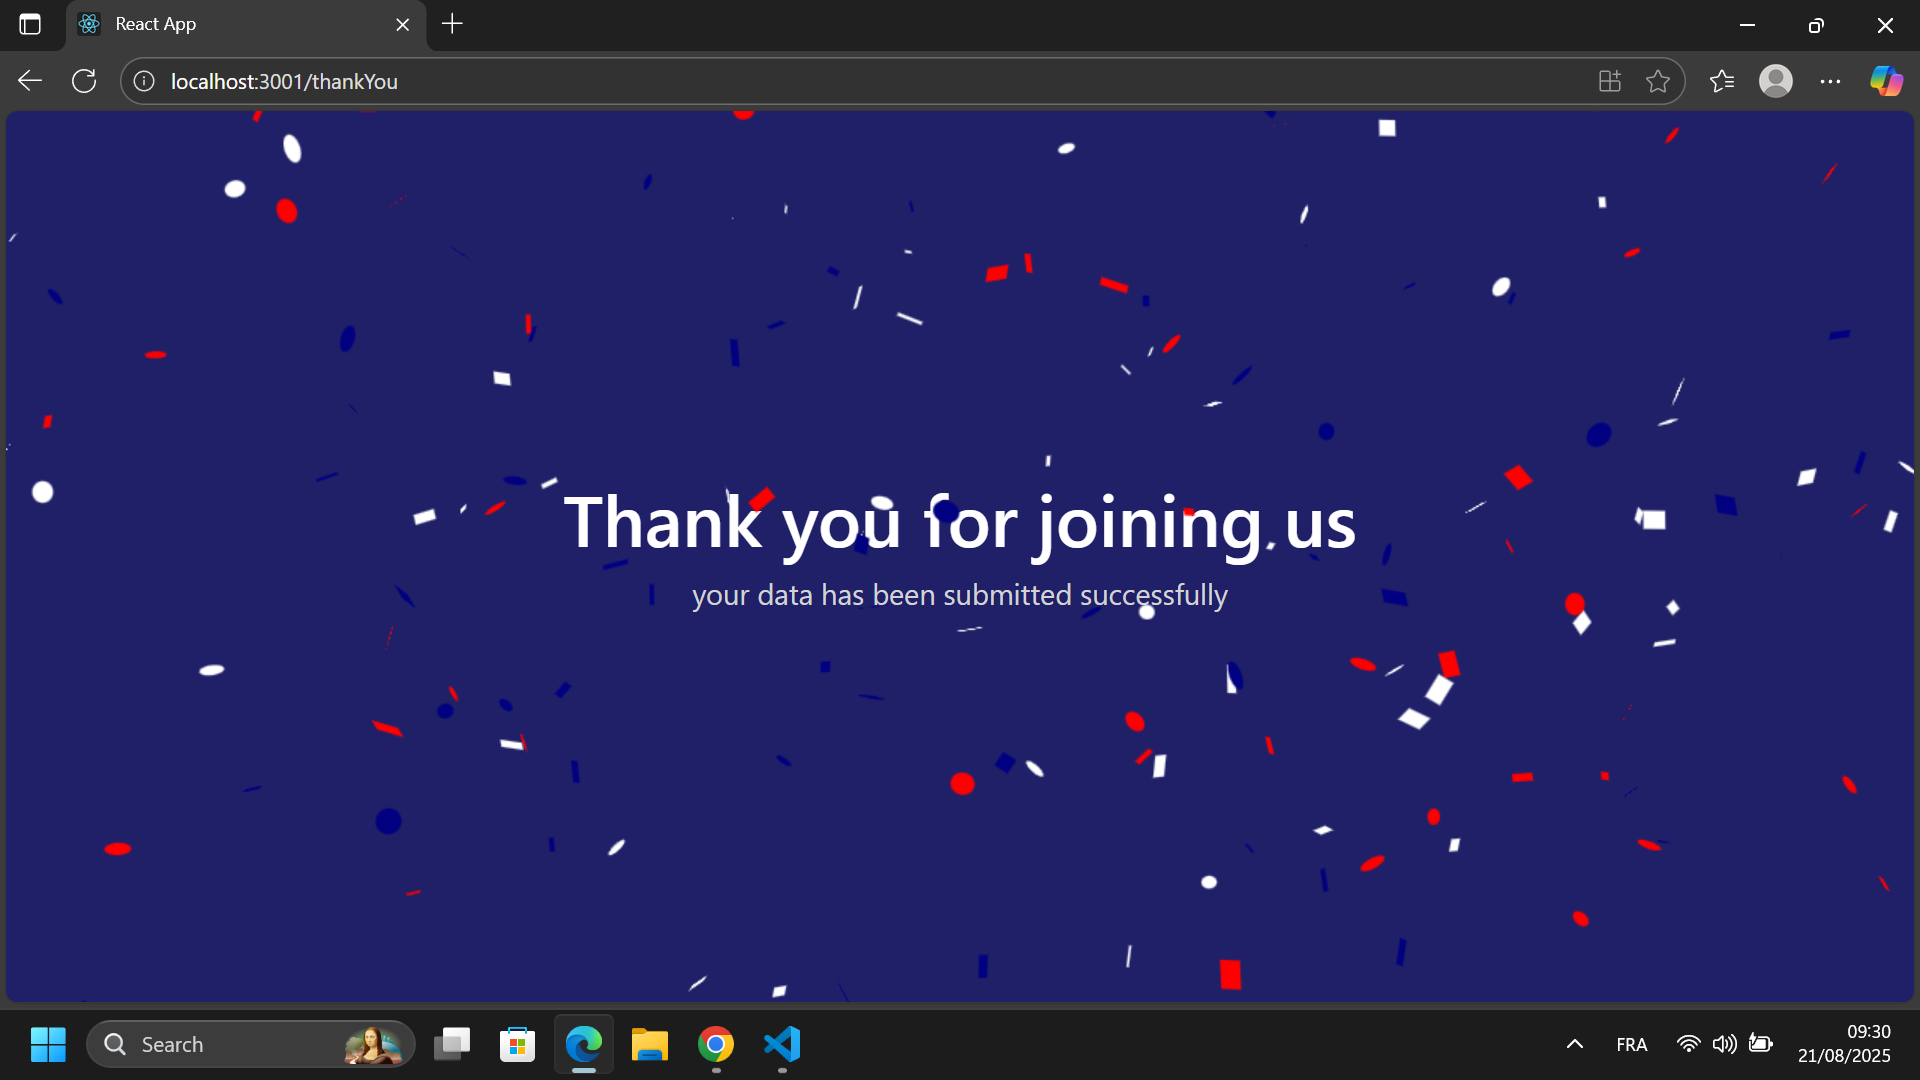 React App
localhost:3001/thankYou
Thank you for joining us
your data has been submitted successfully
Search
FRA
09:30
21/08/2025